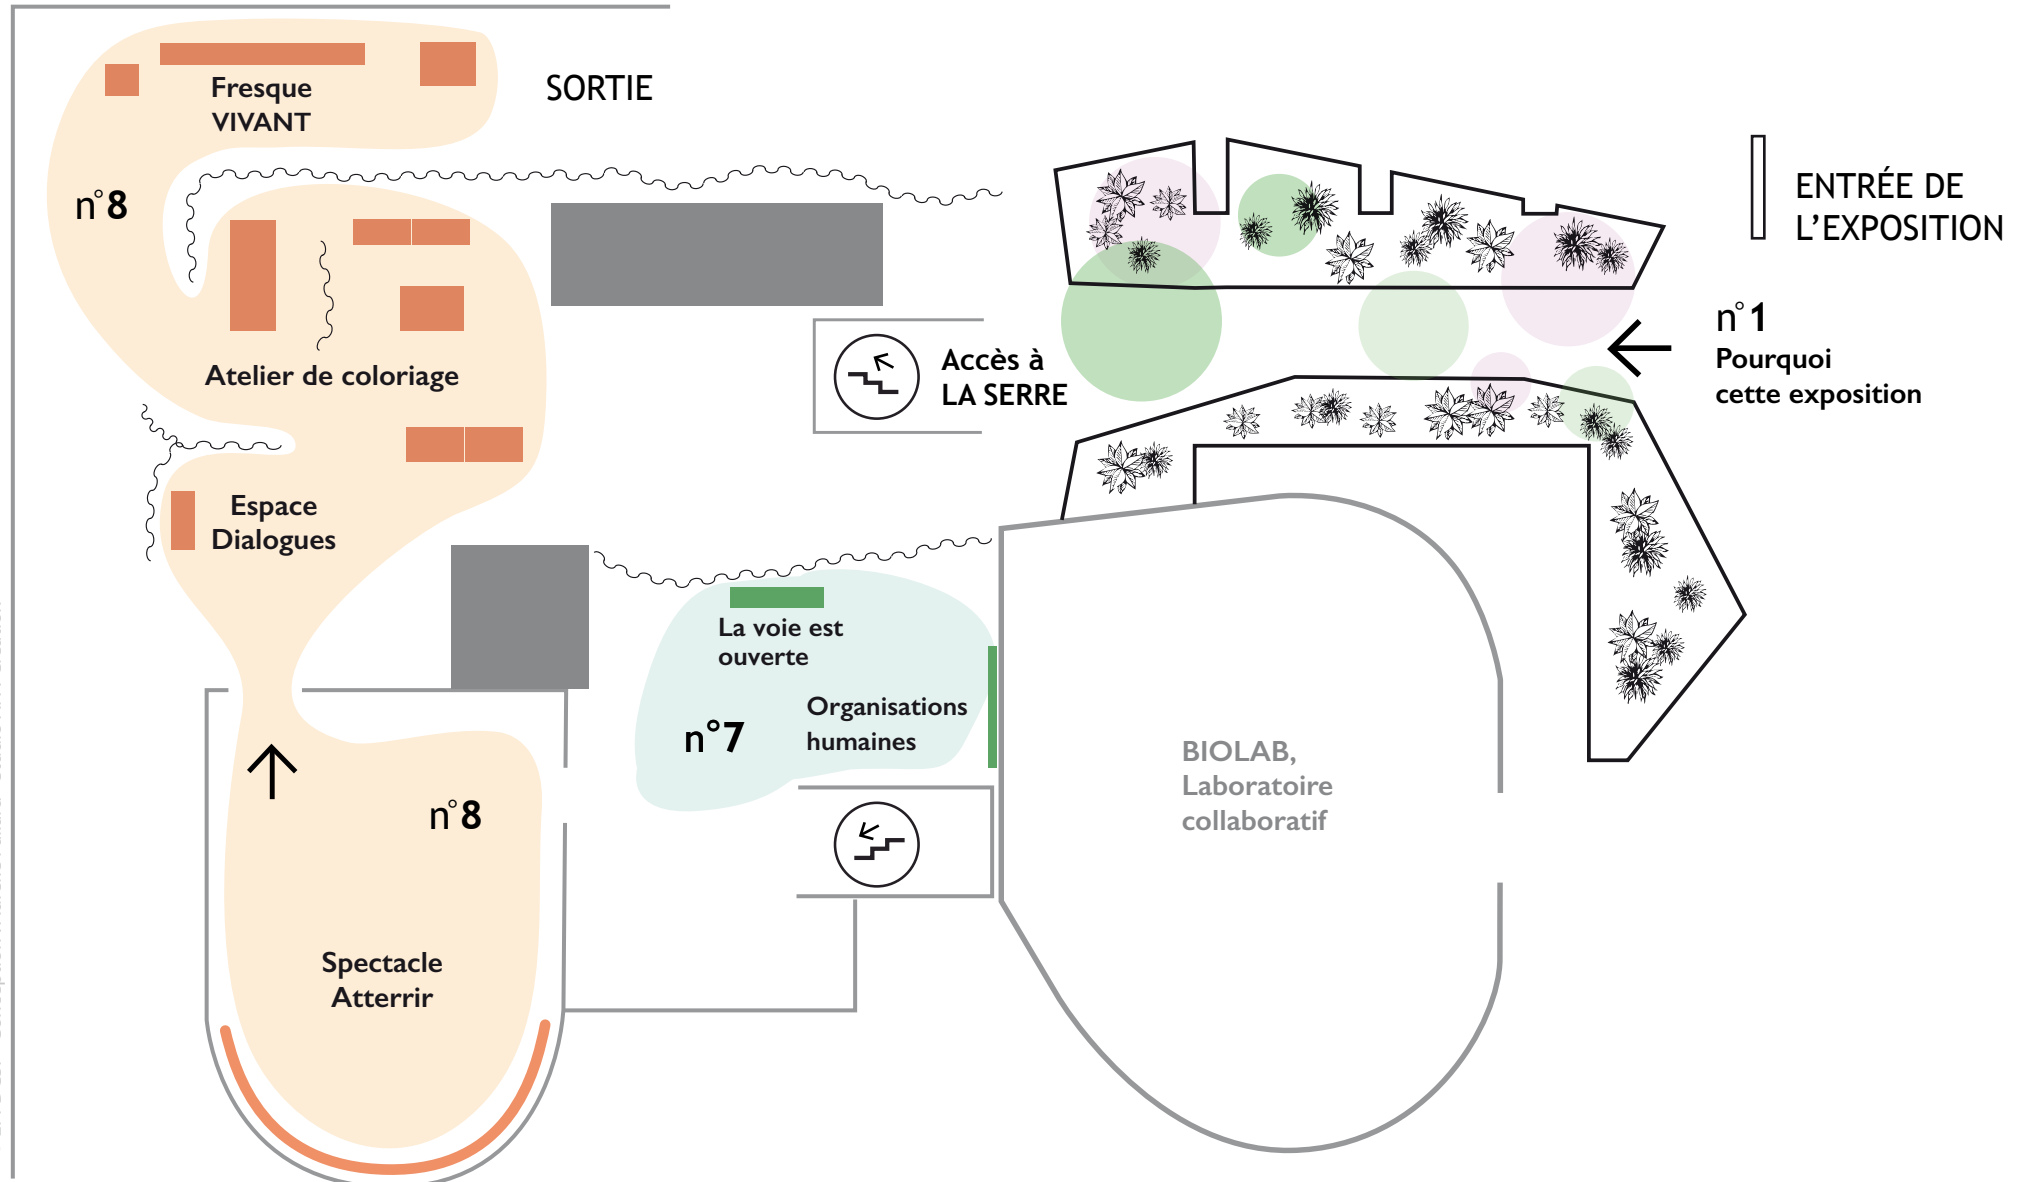 Fresque
VIVANT
SORTIE
n°8
ENTRÉE DE
L'EXPOSITION
n°1
Pourquoi
cette exposition
Accès à
LA SERRE
Atelier de coloriage
Espace
Dialogues
La voie est
ouverte
Organisations
humaines
n°7
BIOLAB,
Laboratoire
collaboratif
n°8
Spectacle
Atterrir